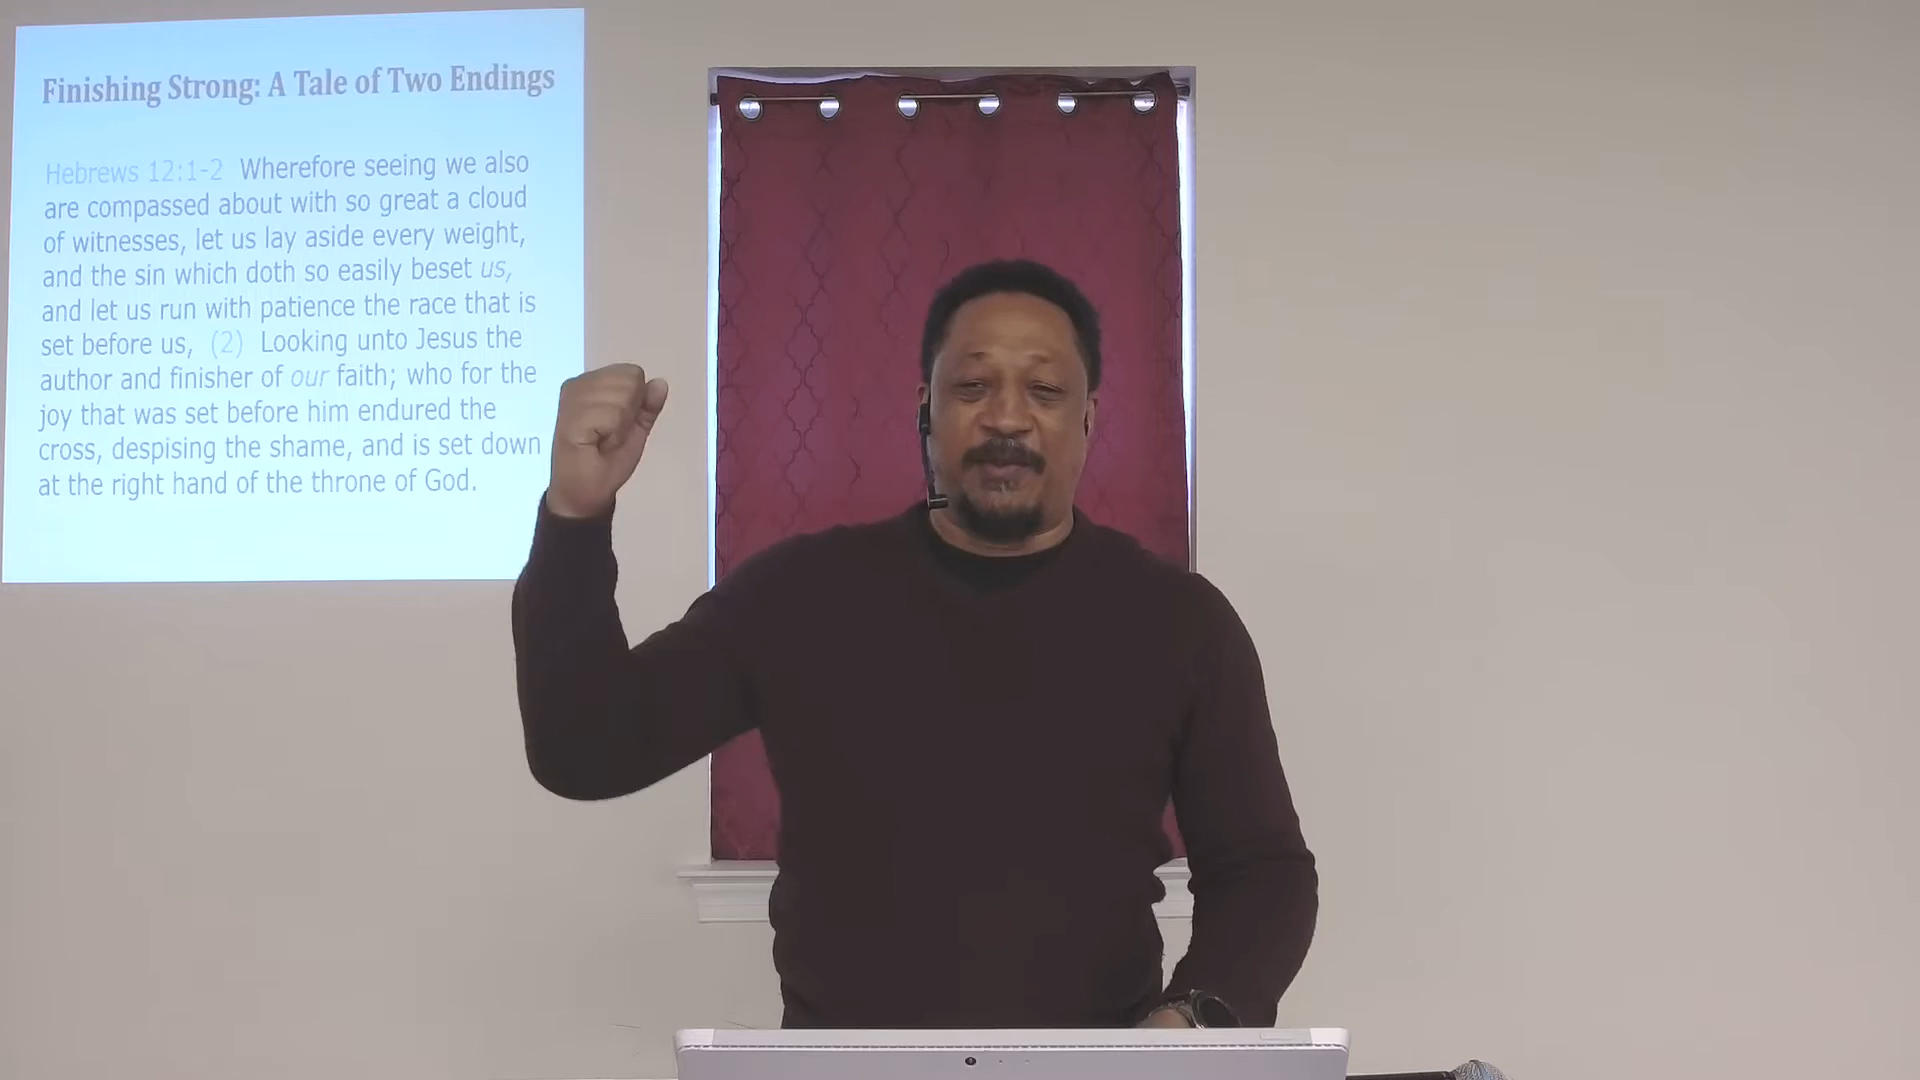 Finishing Strong: A Tale of Two Endings
Hebrews 12:1-2 Wherefore seeing we also
are compassed about with so great a cloud
of witnesses, let us lay aside every weight,
and the sin which doth so easily beset us,
and let us run with patience the race that is
set before us, (2) Looking unto Jesus the
author and finisher of our faith; who for the
joy that was set before him endured the
cross, despising the shame, and is set down
at the right hand of the throne of God.